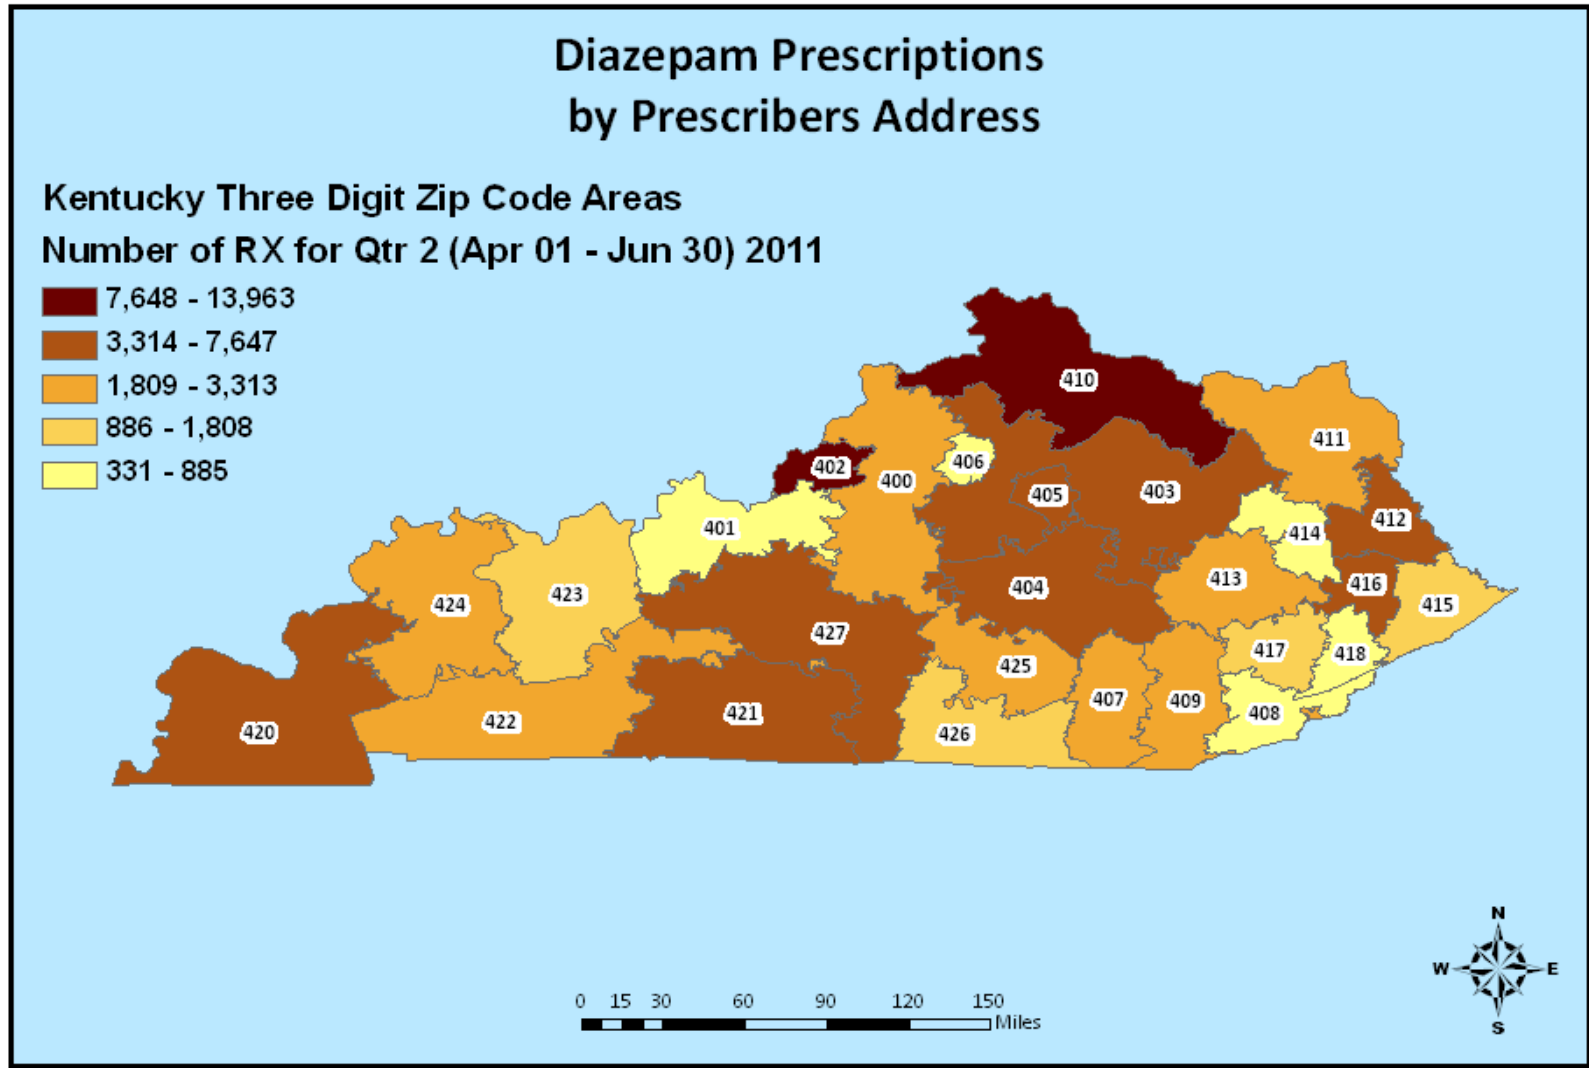 Diazepam Prescriptions
by Prescribers Address
Kentucky Three Digit Zip Code Areas
Number of RX for Qtr 2 (Apr 01 - Jun 30) 2011
7,648 - 13,963
3,314 - 7,647
1,809 - 3,313
886 - 1,808
331 - 885
410
411
402
406
400
405
403
401
412
414
413
416
404
423
424
415
427
417
418
425
407
409
408
421
422
420
426
N
W E
S
0 15 30 60 90 120 150
Miles